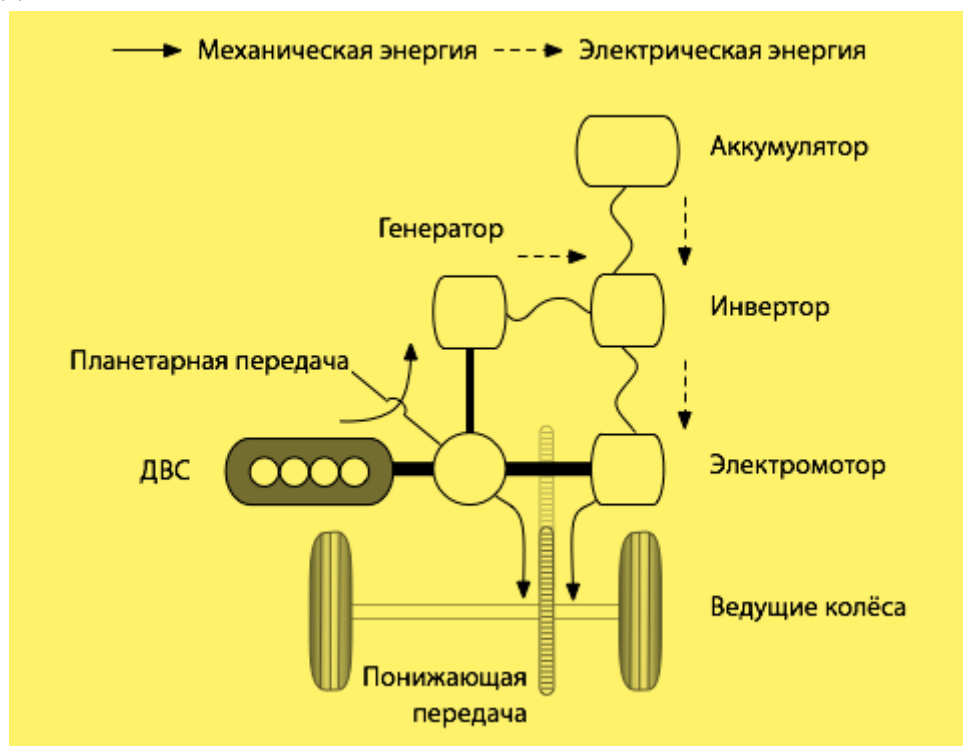 Механическая энергия
Электрическая энергия
Аккумулятор
Генератор
Инвертор
Планетарная передача
ДВС
Электромотор
Ведущие колёса
Понижающая
передача